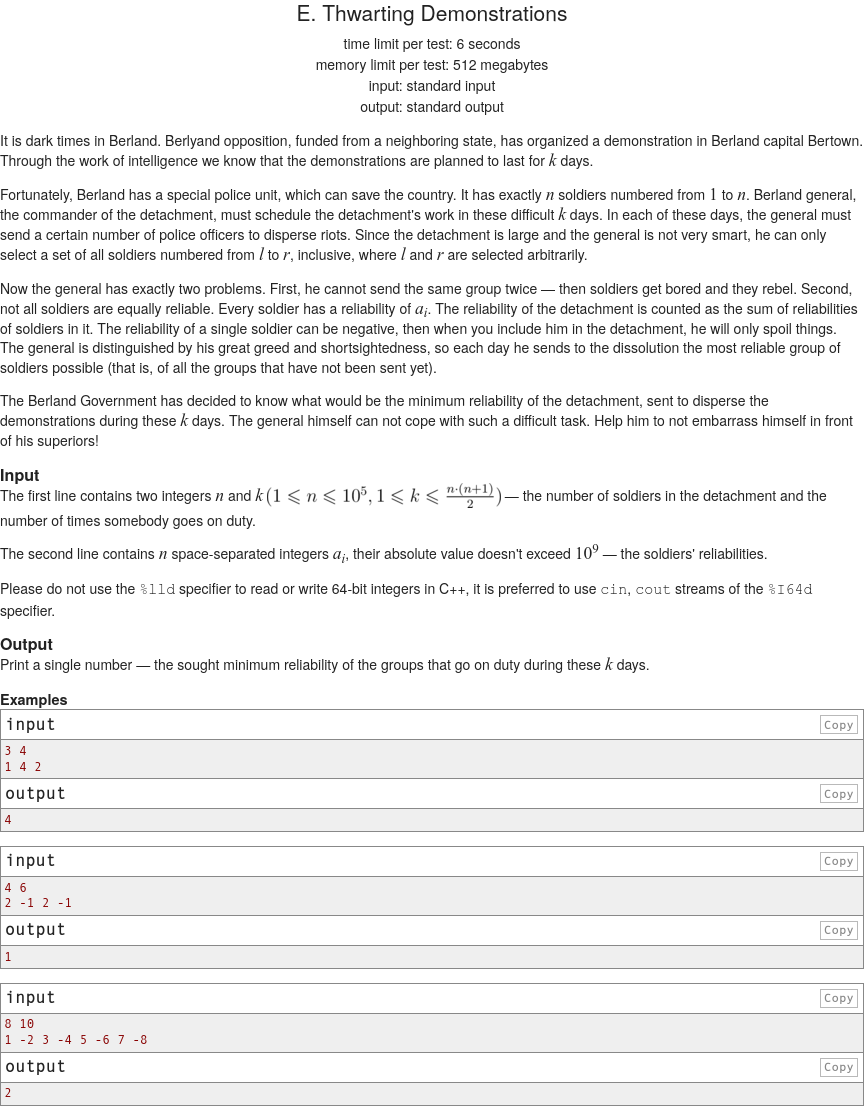 E. Thwarting Demonstrations
time limit per test: 6 seconds
memory limit per test: 512 megabytes
input: standard input
output: standard output
It is dark times in Berland. Berlyand opposition, funded from a neighboring state, has organized a demonstration in Berland capital Bertown.
Through the work of intelligence we know that the demonstrations are planned to last for k days.
Fortunately, Berland has a special police unit, which can save the country. It has exactly n soldiers numbered from 1 to n. Berland general,
the commander of the detachment, must schedule the detachment's work in these difficult k days. In each of these days, the general must
send a certain number of police officers to disperse riots. Since the detachment is large and the general is not very smart, he can only
select a set of all soldiers numbered from l to r, inclusive, where l and r are selected arbitrarily.
Now the general has exactly two problems. First, he cannot send the same group twice — then soldiers get bored and they rebel. Second,
not all soldiers are equally reliable. Every soldier has a reliability of a_i. The reliability of the detachment is counted as the sum of reliabilities
of soldiers in it. The reliability of a single soldier can be negative, then when you include him in the detachment, he will only spoil things.
The general is distinguished by his great greed and shortsightedness, so each day he sends to the dissolution the most reliable group of
soldiers possible (that is, of all the groups that have not been sent yet).
The Berland Government has decided to know what would be the minimum reliability of the detachment, sent to disperse the
demonstrations during these k days. The general himself can not cope with such a difficult task. Help him to not embarrass himself in front
of his superiors!
Input
The first line contains two integers n and k (1 ⩽ n ⩽ 10^5, 1 ⩽ k ⩽ n·(n+1)/2) — the number of soldiers in the detachment and the
number of times somebody goes on duty.
The second line contains n space-separated integers a_i, their absolute value doesn't exceed 10^9 — the soldiers' reliabilities.
Please do not use the %lld specifier to read or write 64-bit integers in C++, it is preferred to use cin, cout streams of the %I64d
specifier.
Output
Print a single number — the sought minimum reliability of the groups that go on duty during these k days.
Examples
input Copy
3 4
1 4 2
output Copy
4
input Copy
4 6
2 -1 2 -1
output Copy
1
input Copy
8 10
1 -2 3 -4 5 -6 7 -8
output Copy
2